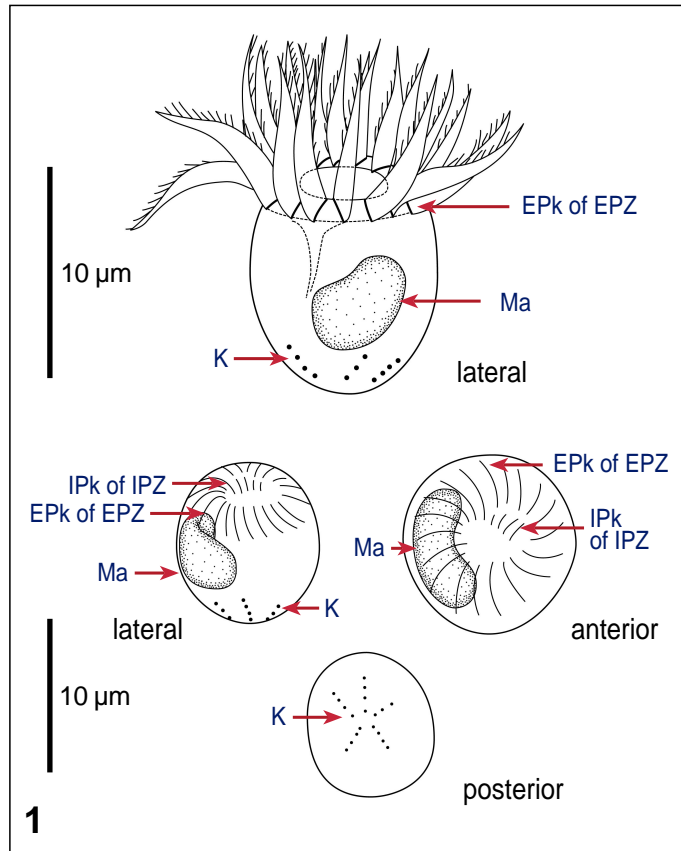 EPk of EPZ
10 µm
Ma
K
lateral
IPk of IPZ
EPk of EPZ
Ma
K
lateral
EPk of EPZ
IPk
of IPZ
Ma
anterior
10 µm
K
posterior
1